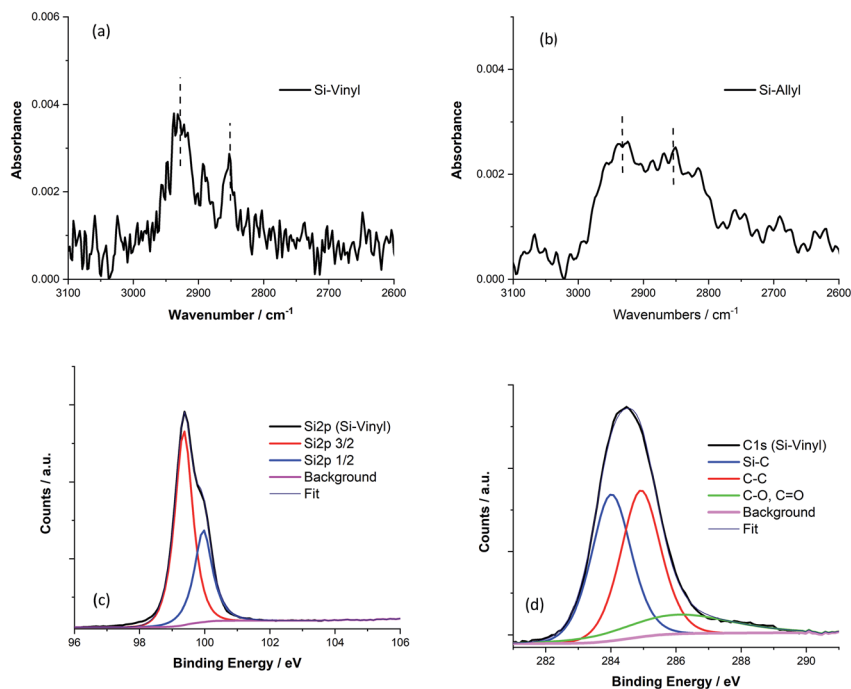 (a)
0.006
0.004
0.002
0.000
Absorbance
Si-Vinyl
3100 3000 2900 2800 2700 2600
Wavenumber / cm-1
(b)
0.004
0.002
0.000
Absorbance
Si-Allyl
3100 3000 2900 2800 2700 2600
Wavenumbers / cm-1
Counts / a.u.
Si2p (Si-Vinyl)
Si2p 3/2
Si2p 1/2
Background
Fit
(c)
96 98 100 102 104 106
Binding Energy / eV
Counts / a.u.
C1s (Si-Vinyl)
Si-C
C-C
C-O, C=O
Background
Fit
(d)
282 284 286 288 290
Binding Energy / eV